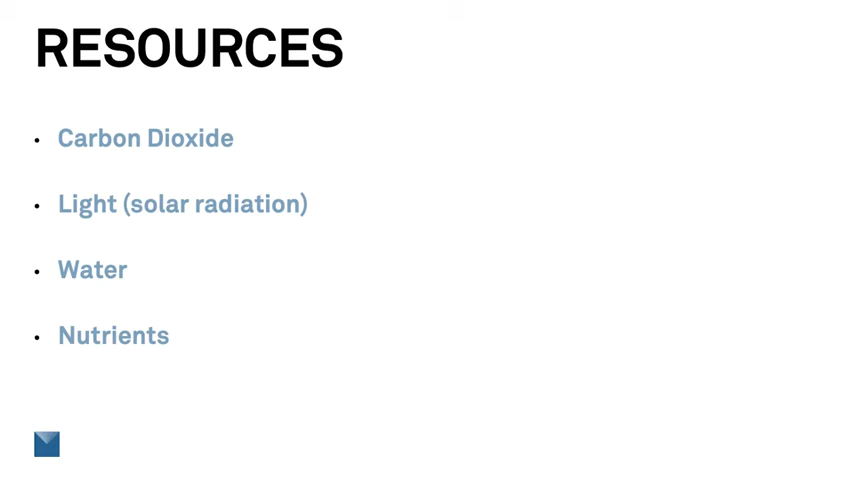 RESOURCES
• Carbon Dioxide
• Light (solar radiation)
• Water
• Nutrients